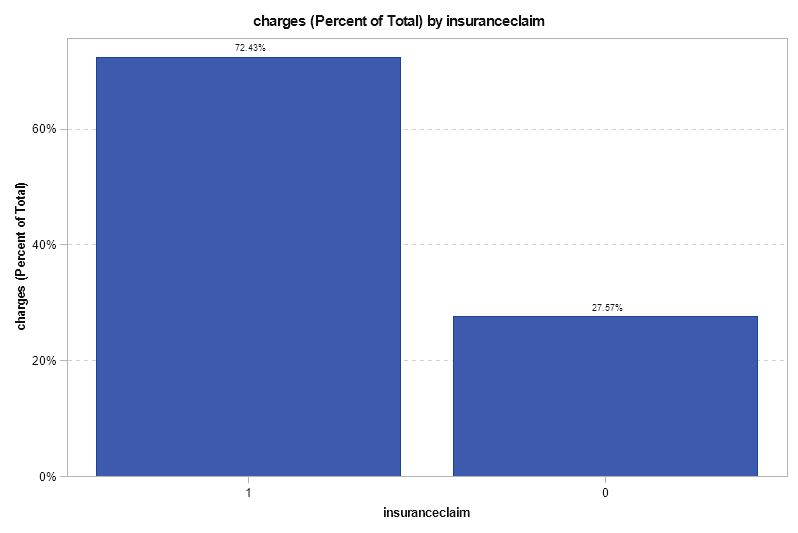 charges (Percent of Total) by insuranceclaim
72.43%
60%
27.57%
40%
charges (Percent of Total)
20%
0%
1
0
insuranceclaim